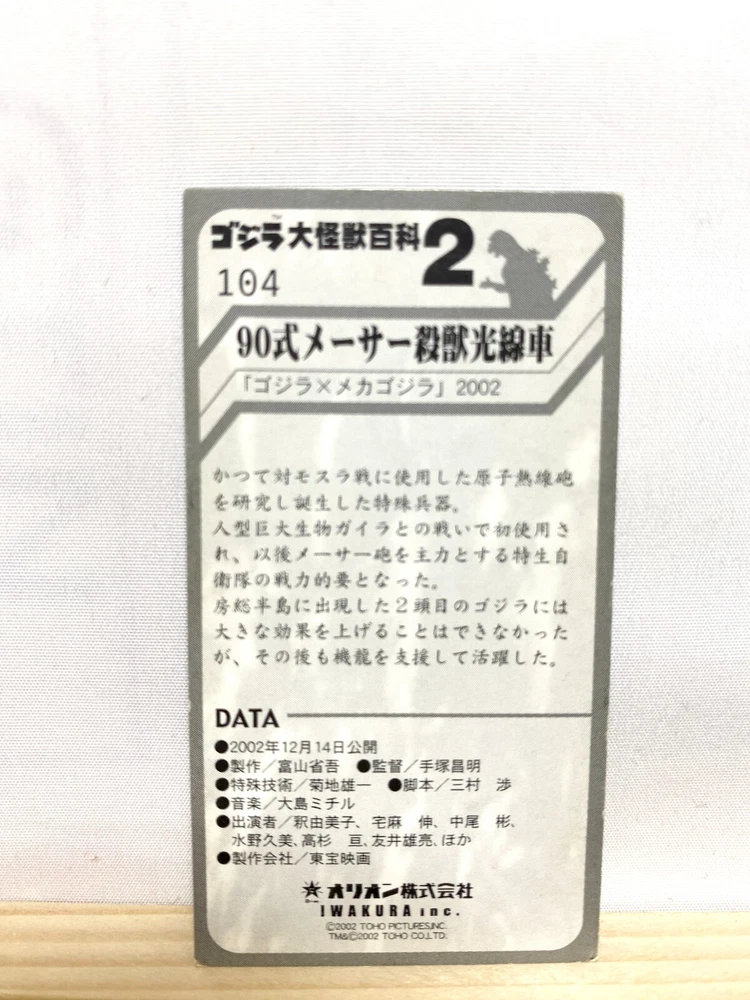 ゴジラ大怪獣百科2
104
90式メーサー殺獣光線車
「ゴジラ×メカゴジラ」2002
かつて対モスラ戦に使用した原子熱線砲
を研究し誕生した特殊兵器。
人型巨大生物ガイラとの戦いで初使用さ
れ、以後メーサー砲を主力とする特生自
衛隊の戦力的要となった。
房総半島に出現した2頭目のゴジラには
大きな効果を上げることはできなかった
が、その後も機龍を支援して活躍した。
DATA
●2002年12月14日公開
●製作／富山省吾 ●監督／手塚昌明
●特殊技術／菊地雄一 ●脚本／三村 渉
●音楽／大島ミチル
●出演者／釈由美子、宅麻 伸、中尾 彬、
水野久美、高杉 亘、友井雄亮、ほか
●製作会社／東宝映画
オリオン株式会社
IWAKURA inc.
©2002 TOHO PICTURES,INC.
TM&©2002 TOHO CO.,LTD.